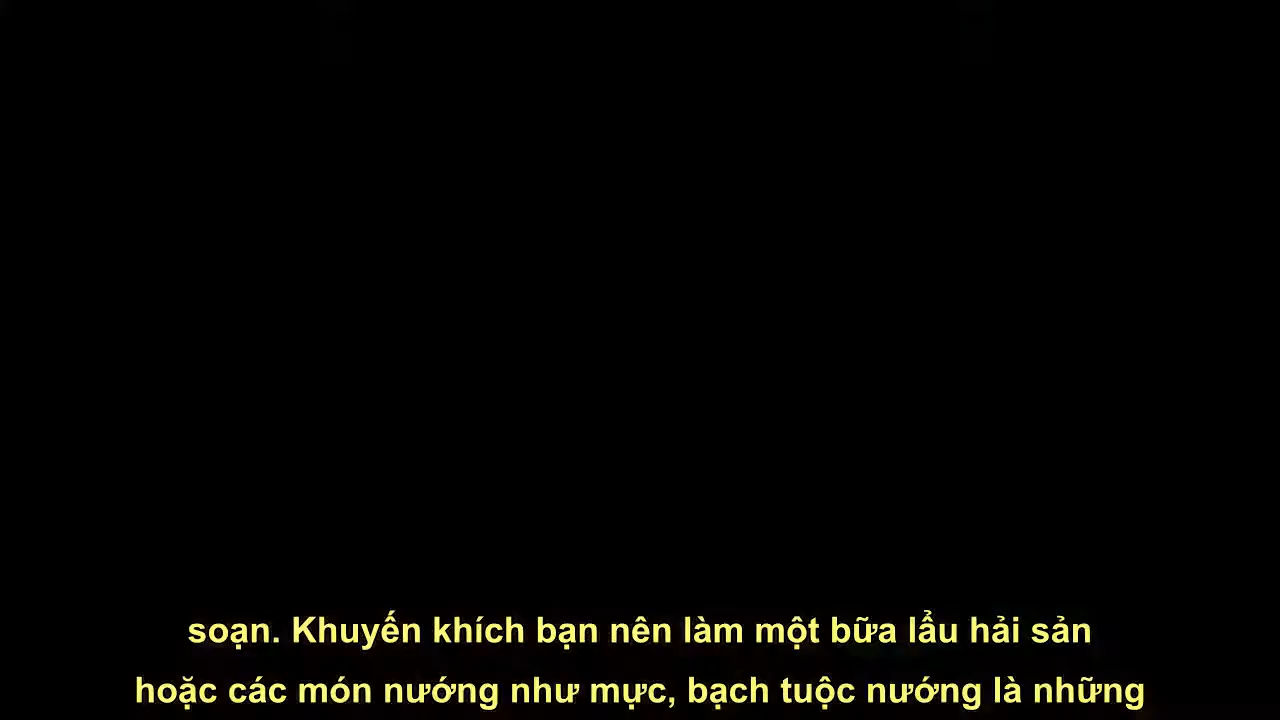 soạn. Khuyến khích bạn nên làm một bữa lẩu hải sản
hoặc các món nướng như mực, bạch tuộc nướng là những